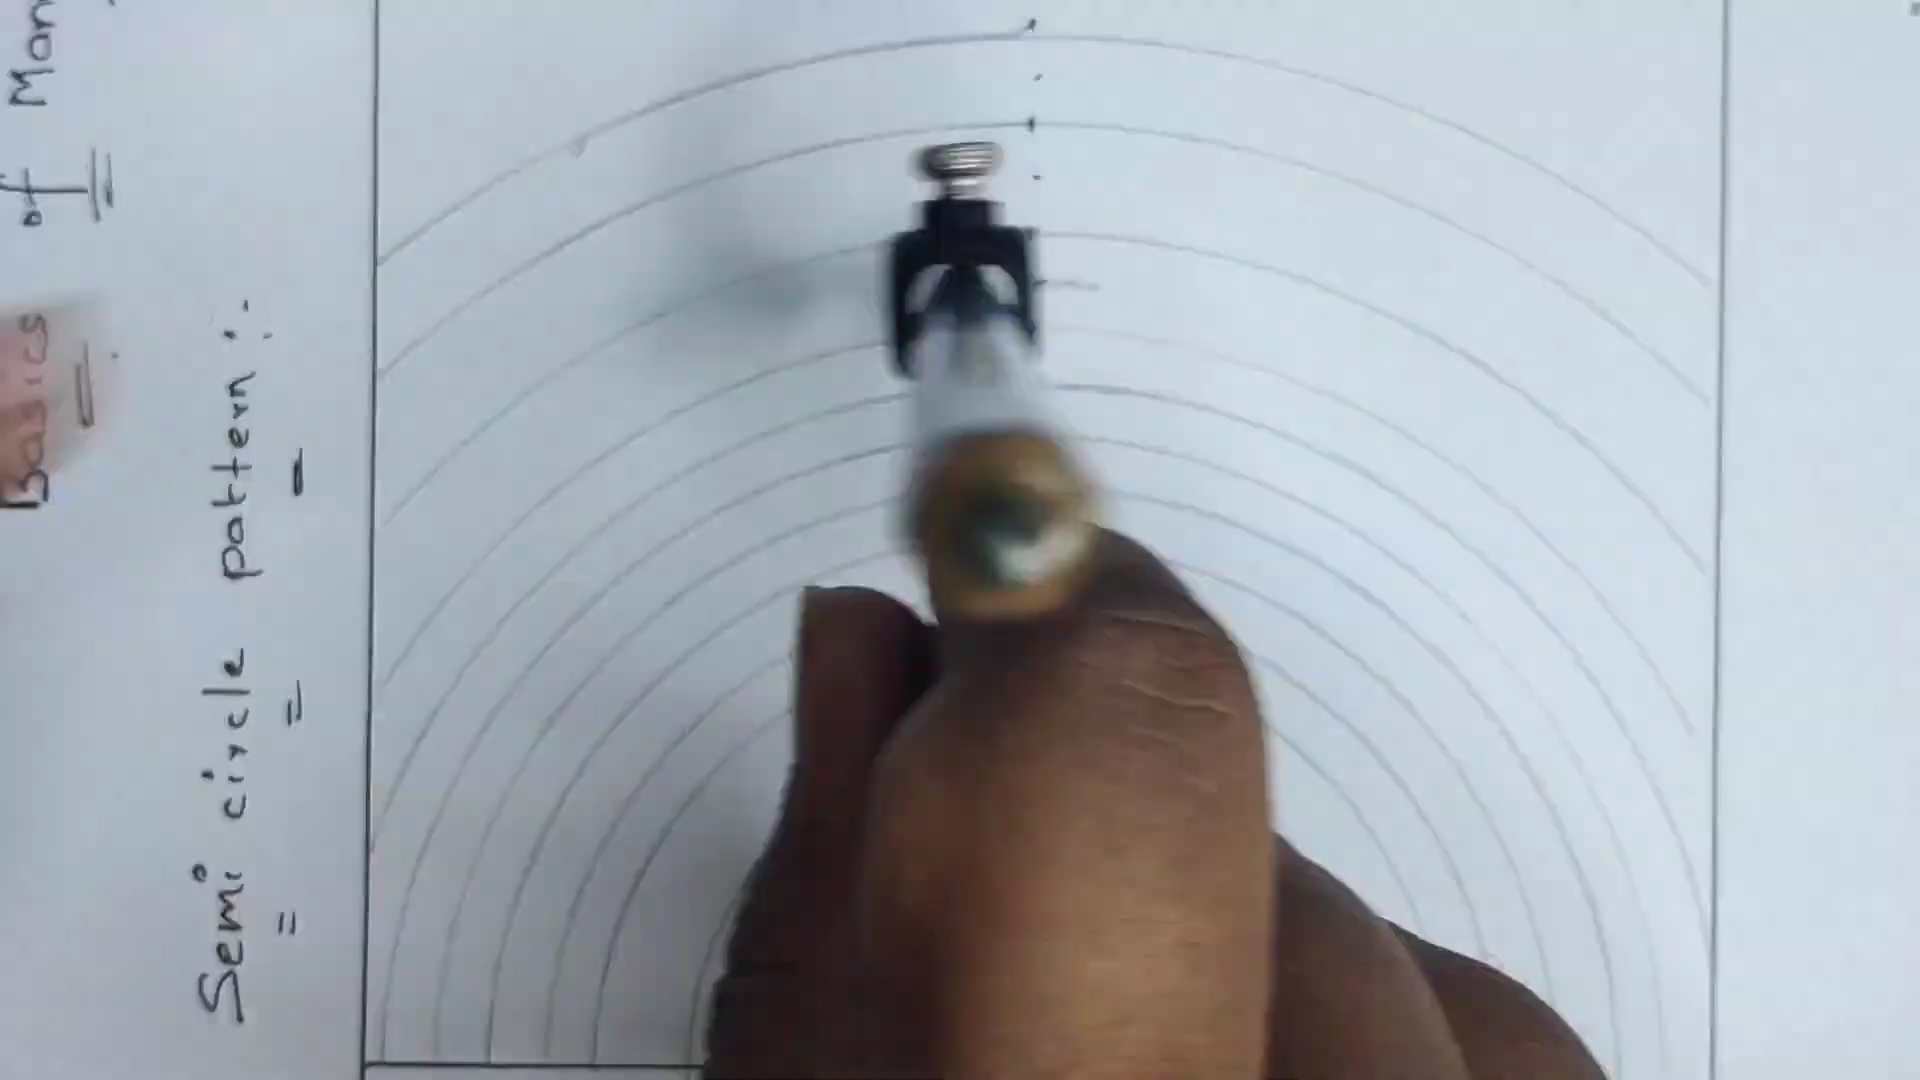 Basics of Man
Semi circle pattern :-